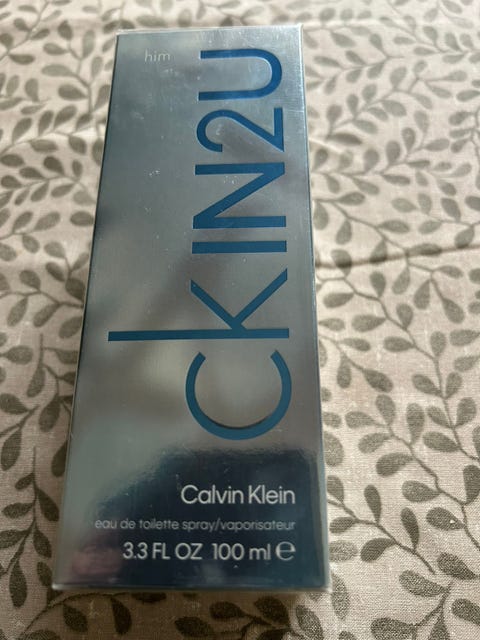 him
ckIN2U
Calvin Klein
eau de toilette spray/vaporisateur
3.3 FL OZ 100 ml ℮